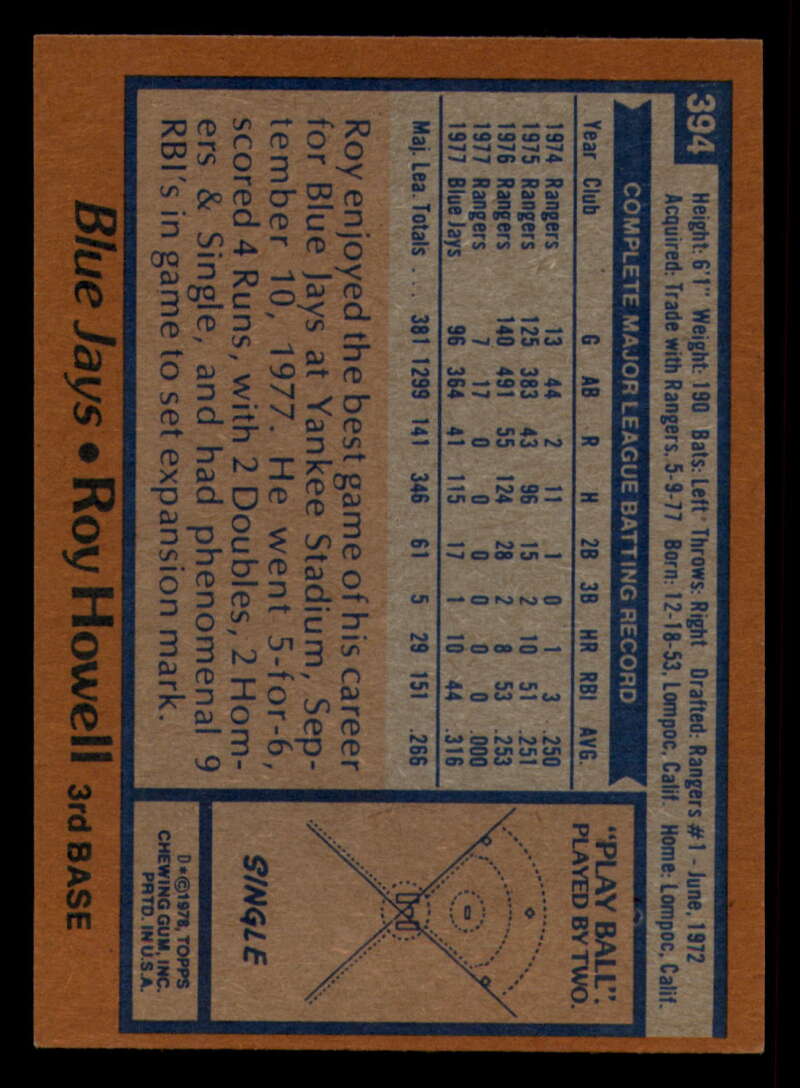 394
Height: 6'1" Weight: 190 Bats: Left Throws: Right Drafted: Rangers #1 - June, 1972
Acquired: Trade with Rangers, 5-9-77 Born: 12-18-53, Lompoc, Calif. Home: Lompoc, Calif.
COMPLETE MAJOR LEAGUE BATTING RECORD
Year Club G AB R H 2B 3B HR RBI AVG.
1974 Rangers 13 44 2 11 1 0 1 3 .250
1975 Rangers 125 383 43 96 15 2 10 51 .251
1976 Rangers 140 491 55 124 28 2 8 53 .253
1977 Rangers 7 17 0 0 0 0 0 0 .000
1977 Blue Jays 96 364 41 115 17 1 10 44 .316
Maj. Lea. Totals ... 381 1299 141 346 61 5 29 151 .266
Roy enjoyed the best game of his career
for Blue Jays at Yankee Stadium, Sep-
tember 10, 1977. He went 5-for-6,
scored 4 Runs, with 2 Doubles, 2 Hom-
ers & Single, and had phenomenal 9
RBI's in game to set expansion mark.
"PLAY BALL":
PLAYED BY TWO.
SINGLE
D*©1978, TOPPS
CHEWING GUM, INC.
PRTD. IN U.S.A.
Blue Jays • Roy Howell 3rd BASE